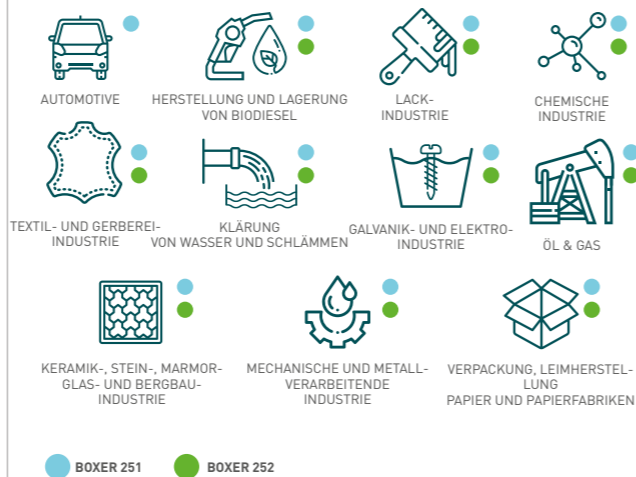 AUTOMOTIVE
HERSTELLUNG UND LAGERUNG
VON BIODIESEL
LACK-
INDUSTRIE
CHEMISCHE
INDUSTRIE
TEXTIL- UND GERBEREI-
INDUSTRIE
KLÄRUNG
VON WASSER UND SCHLÄMMEN
GALVANIK- UND ELEKTRO-
INDUSTRIE
ÖL & GAS
KERAMIK-, STEIN-, MARMOR-
GLAS- UND BERGBAU-
INDUSTRIE
MECHANISCHE UND METALL-
VERARBEITENDE
INDUSTRIE
VERPACKUNG, LEIMHERSTEL-
LUNG
PAPIER UND PAPIERFABRIKEN
BOXER 251
BOXER 252